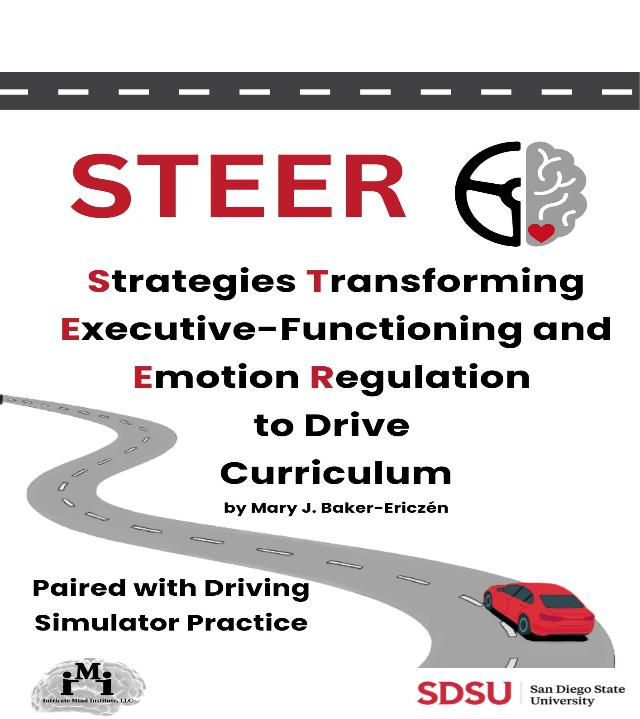 STEER
Strategies Transforming
Executive-Functioning and
Emotion Regulation
to Drive
Curriculum
by Mary J. Baker-Ericzén
Paired with Driving
Simulator Practice
iMi
Intricate Mind Institute, LLC
SDSU
San Diego State
University